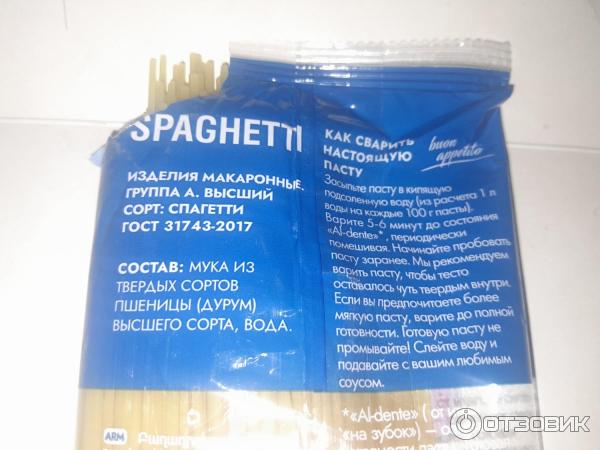 SPAGHETTI
ИЗДЕЛИЯ МАКАРОННЫЕ.
ГРУППА А. ВЫСШИЙ
СОРТ: СПАГЕТТИ
ГОСТ 31743-2017
СОСТАВ: МУКА ИЗ
ТВЕРДЫХ СОРТОВ
ПШЕНИЦЫ (ДУРУМ)
ВЫСШЕГО СОРТА, ВОДА.
КАК СВАРИТЬ
НАСТОЯЩУЮ
ПАСТУ
buon
appetito
Засыпьте пасту в кипящую
подсоленную воду (из расчета 1 л
воды на каждые 100 г пасты).
Варите 5-6 минут до состояния
«Al-dente»*, периодически
помешивая. Начинайте пробовать
пасту заранее. Мы рекомендуем
варить пасту, чтобы тесто
оставалось чуть твердым внутри.
Если вы предпочитаете более
мягкую пасту, варите до полной
готовности. Готовую пасту не
промывайте! Слейте воду и
подавайте с вашим любимым
соусом.
*«Al-dente» ( от
«на зубок») –
ARM
ОТЗОВИК